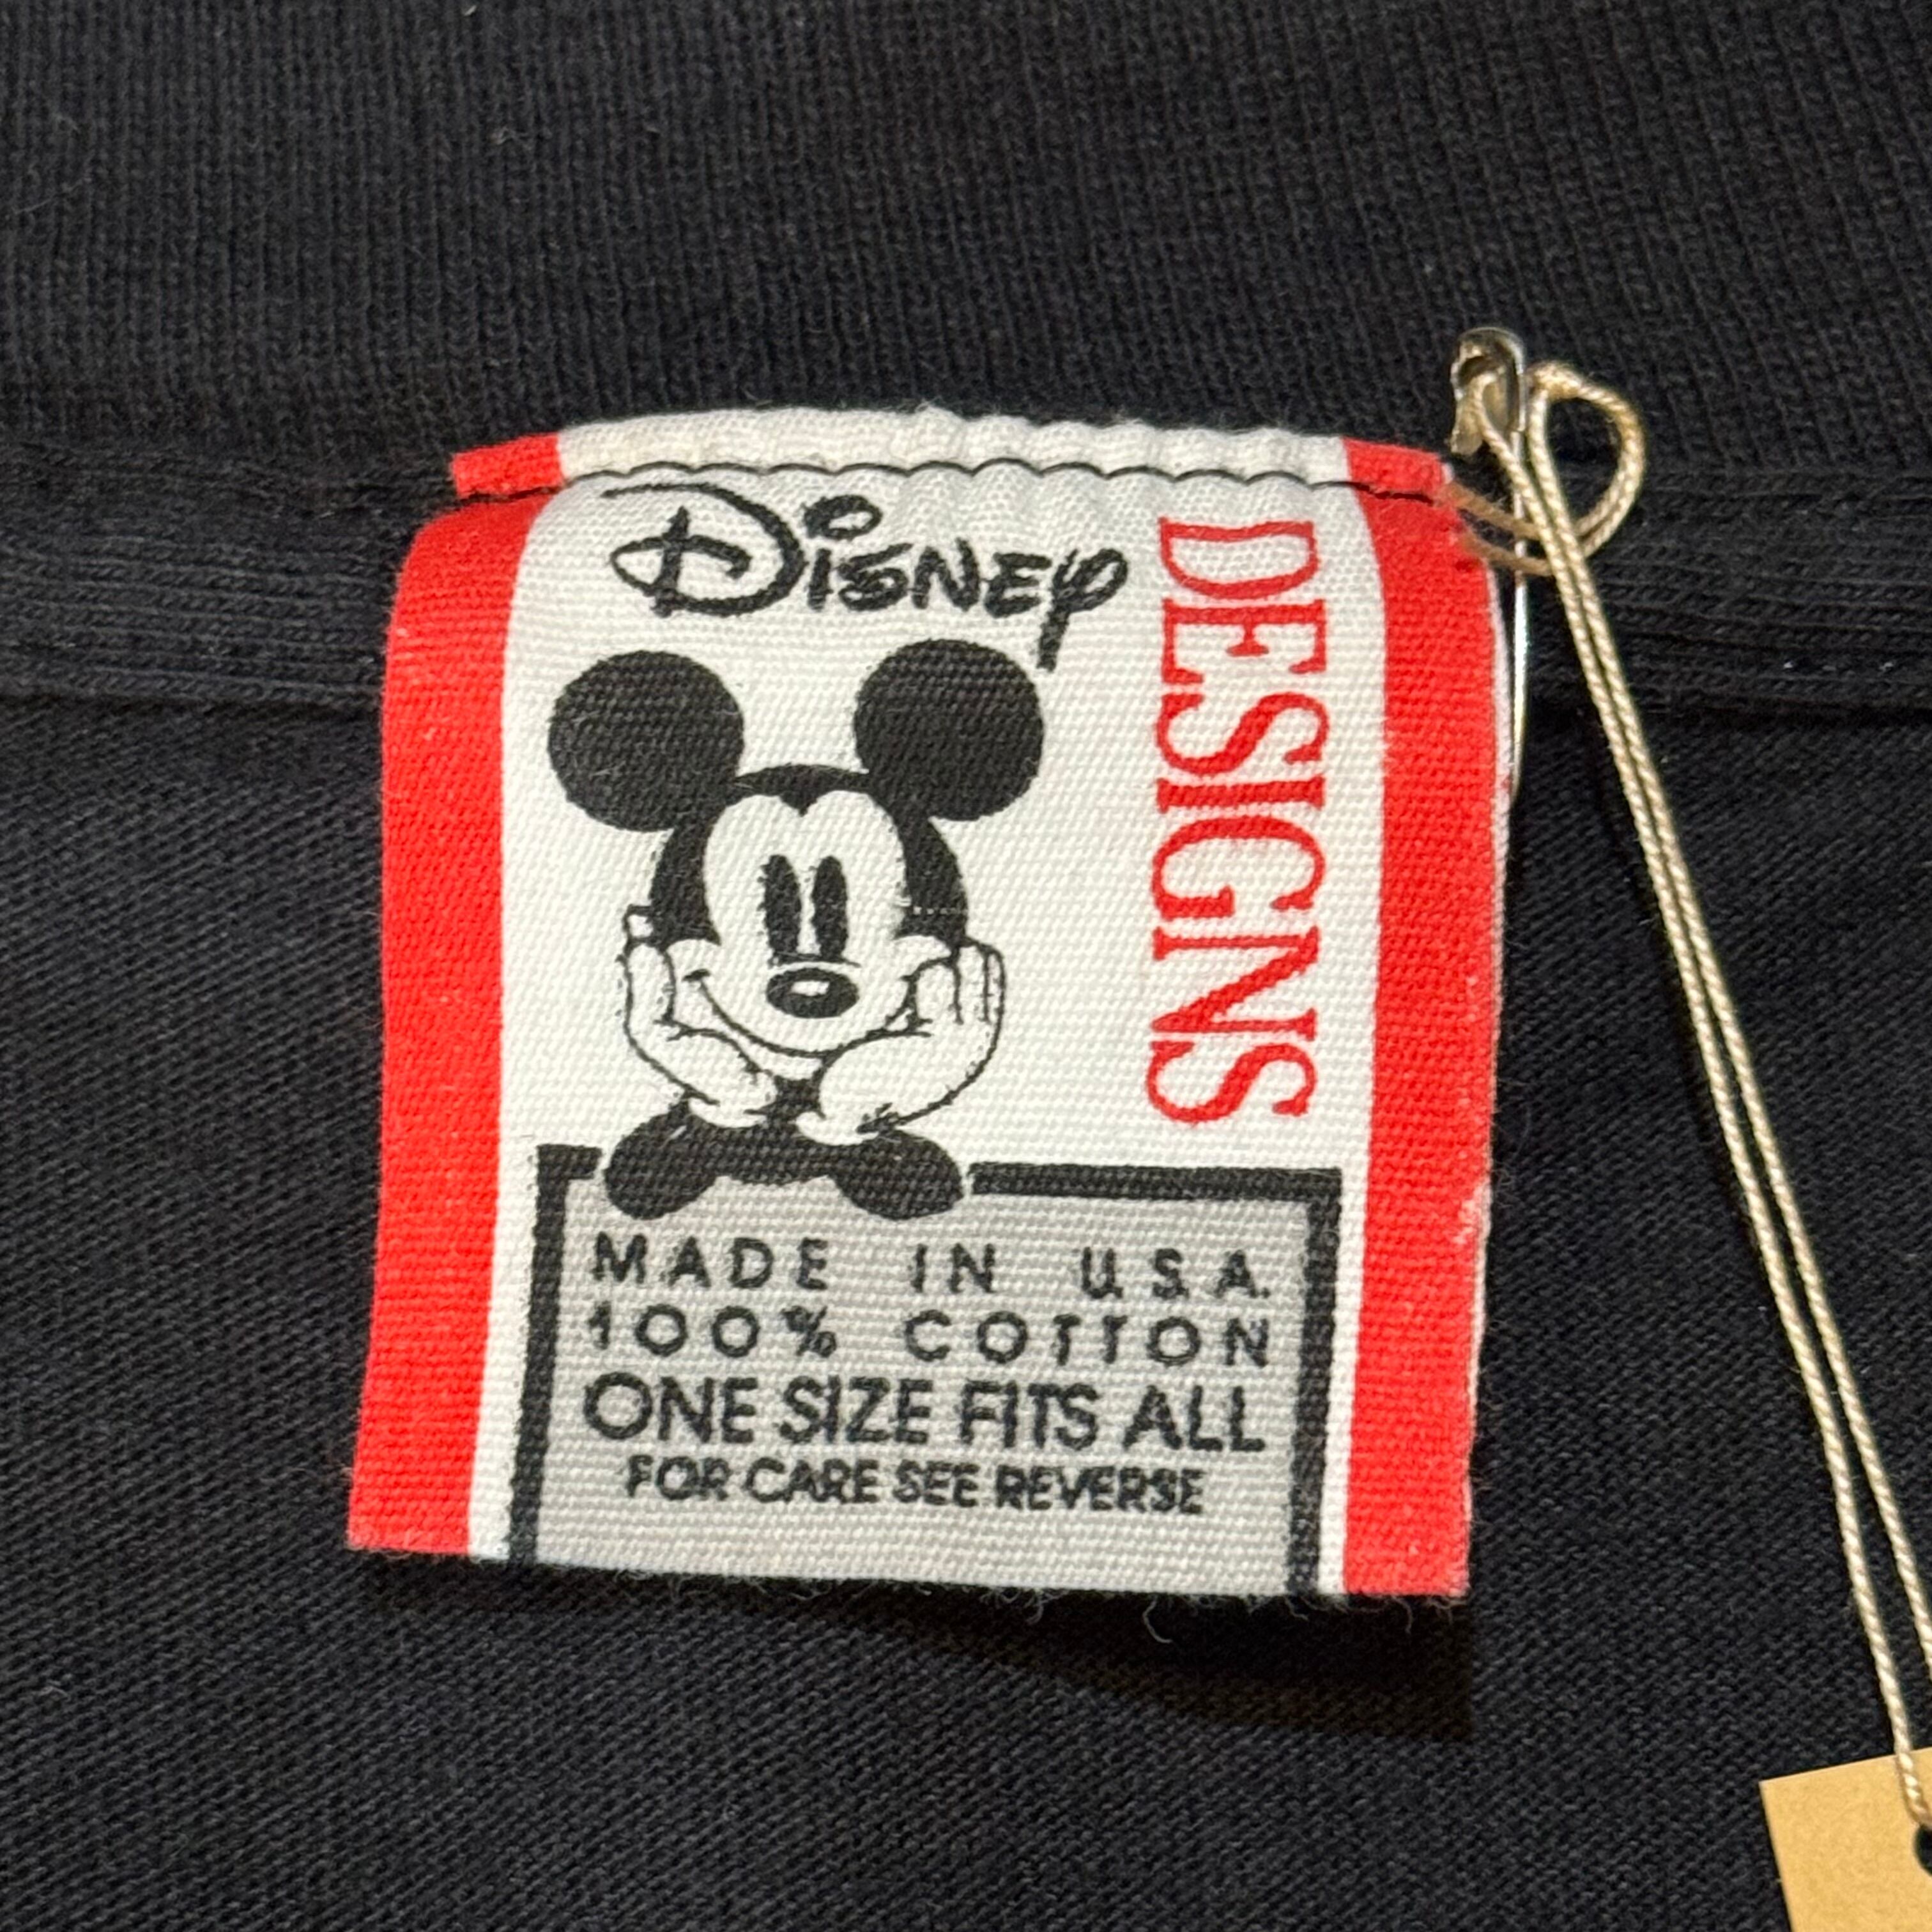 Disney
DESIGNS
MADE IN U.S.A.
100% COTTON
ONE SIZE FITS ALL
FOR CARE SEE REVERSE